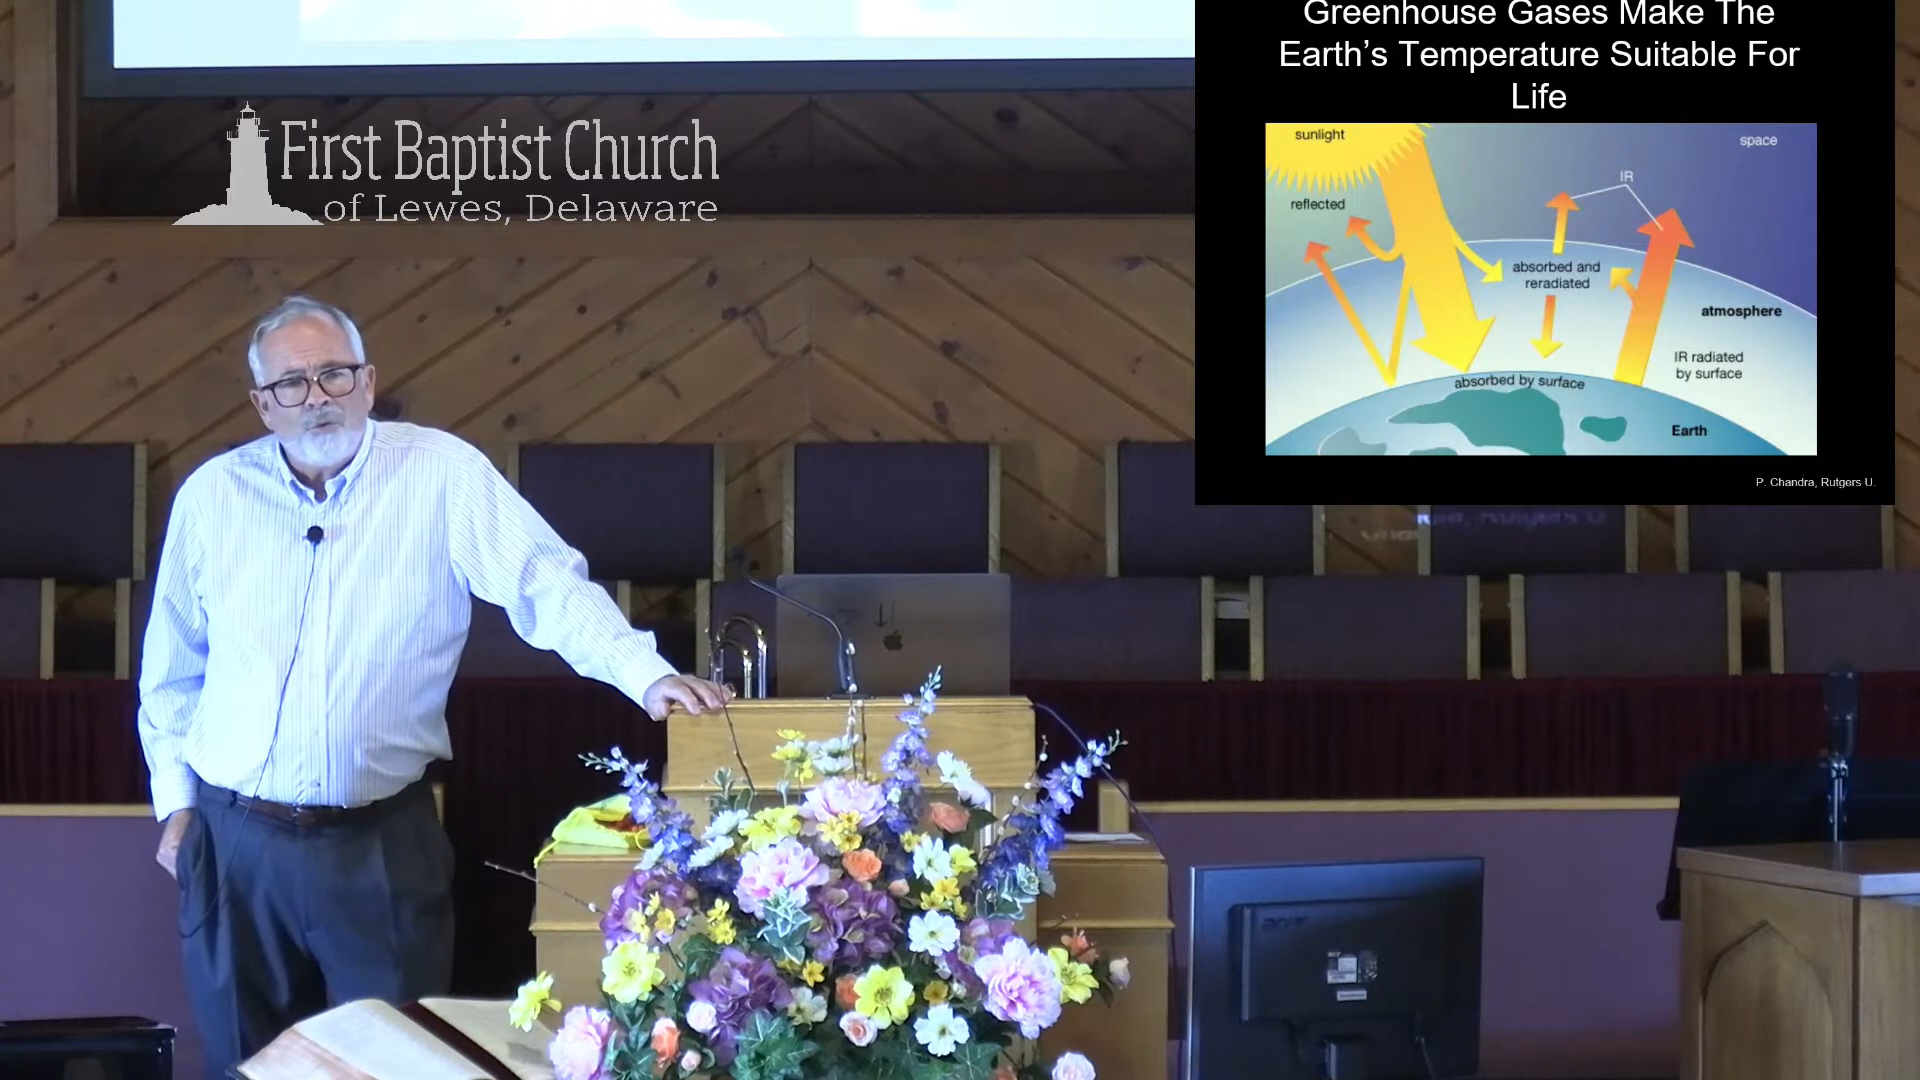 Greenhouse Gases Make The
Earth's Temperature Suitable For
Life
sunlight
space
IR
reflected
absorbed and
reradiated
atmosphere
IR radiated
by surface
absorbed by surface
Earth
P. Chandra, Rutgers U.
First Baptist Church
of Lewes, Delaware
acer